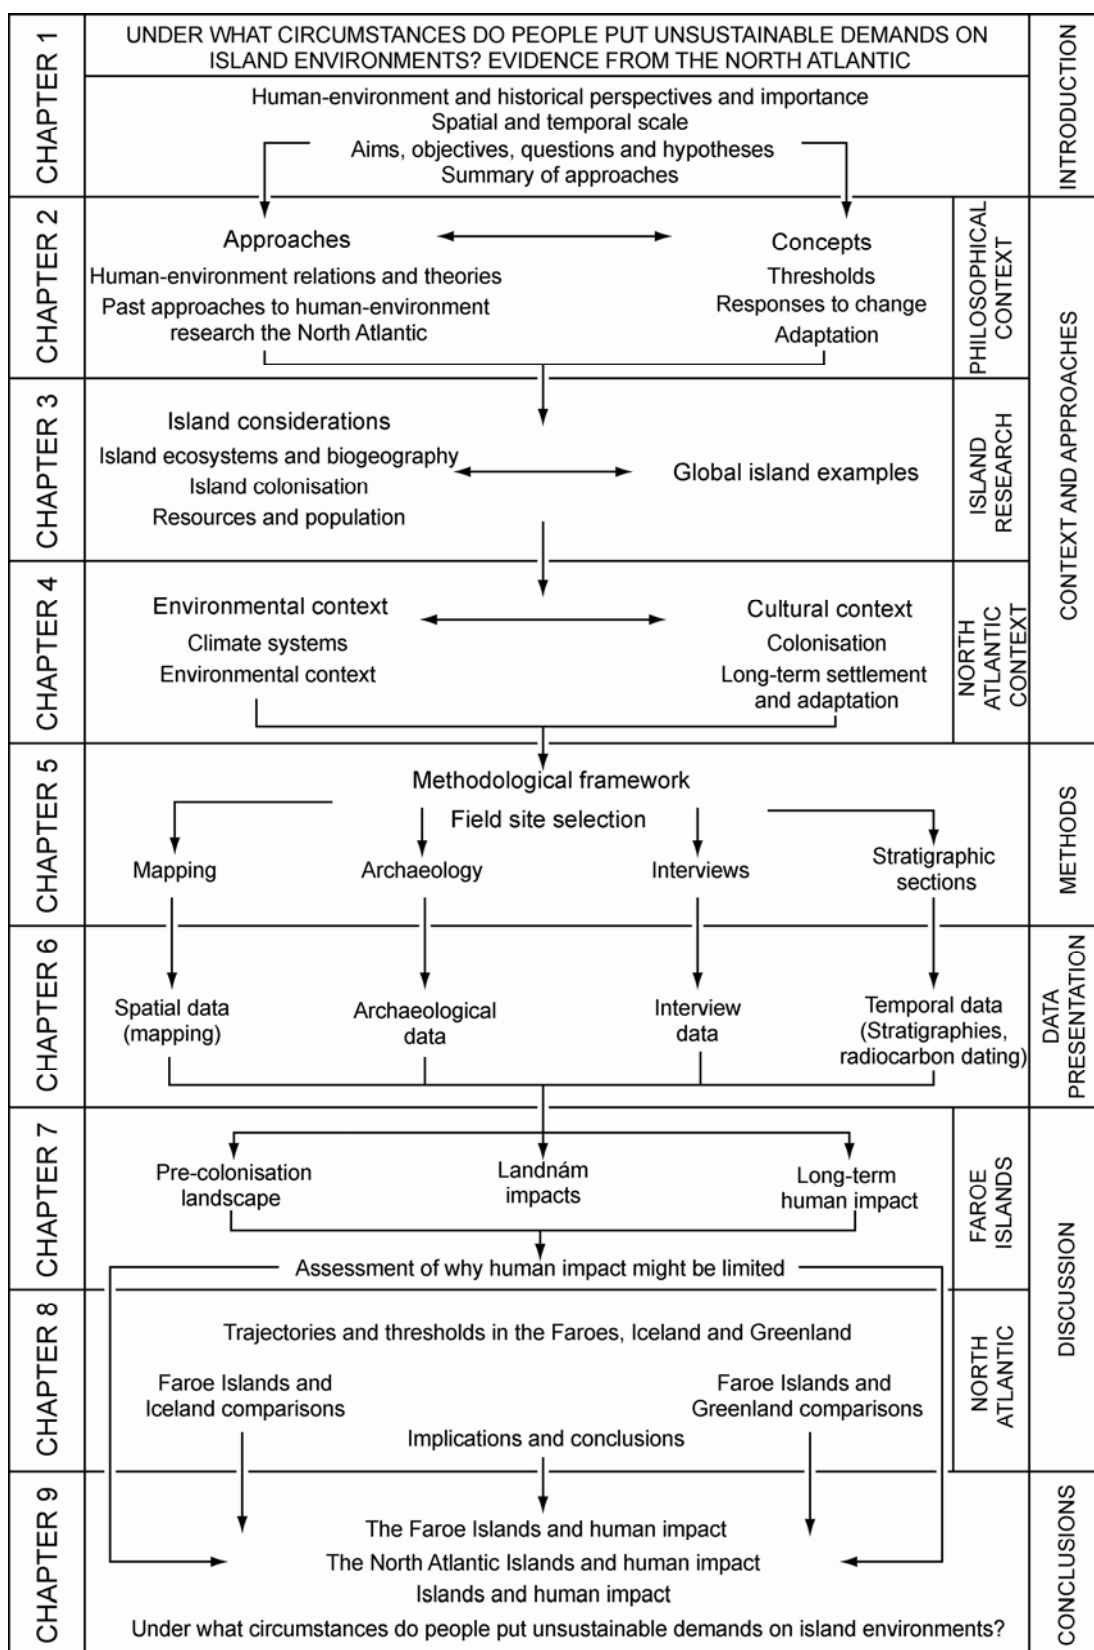 CHAPTER 1
UNDER WHAT CIRCUMSTANCES DO PEOPLE PUT UNSUSTAINABLE DEMANDS ON
ISLAND ENVIRONMENTS? EVIDENCE FROM THE NORTH ATLANTIC
Human-environment and historical perspectives and importance
Spatial and temporal scale
Aims, objectives, questions and hypotheses
Summary of approaches
INTRODUCTION
CHAPTER 2
Approaches
Human-environment relations and theories
Past approaches to human-environment
research the North Atlantic
Concepts
Thresholds
Responses to change
Adaptation
PHILOSOPHICAL
CONTEXT
CONTEXT AND APPROACHES
CHAPTER 3
Island considerations
Island ecosystems and biogeography
Island colonisation
Resources and population
Global island examples
ISLAND
RESEARCH
CHAPTER 4
Environmental context
Climate systems
Environmental context
Cultural context
Colonisation
Long-term settlement
and adaptation
NORTH
ATLANTIC
CONTEXT
CHAPTER 5
Methodological framework
Field site selection
Mapping
Archaeology
Interviews
Stratigraphic
sections
METHODS
CHAPTER 6
Spatial data
(mapping)
Archaeological
data
Interview
data
Temporal data
(Stratigraphies,
radiocarbon dating)
DATA
PRESENTATION
CHAPTER 7
Pre-colonisation
landscape
Landnám
impacts
Long-term
human impact
Assessment of why human impact might be limited
FAROE
ISLANDS
DISCUSSION
CHAPTER 8
Trajectories and thresholds in the Faroes, Iceland and Greenland
Faroe Islands and
Iceland comparisons
Faroe Islands and
Greenland comparisons
Implications and conclusions
NORTH
ATLANTIC
CHAPTER 9
The Faroe Islands and human impact
The North Atlantic Islands and human impact
Islands and human impact
Under what circumstances do people put unsustainable demands on island environments?
CONCLUSIONS